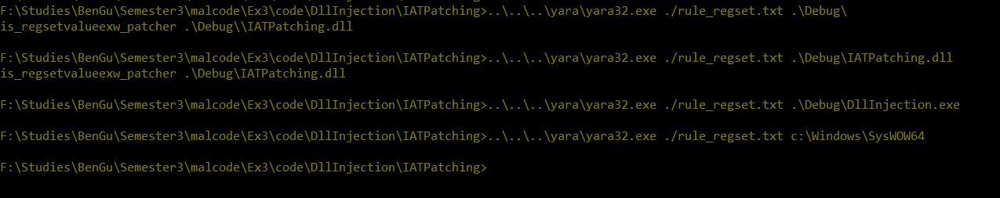 F:\Studies\BenGu\Semester3\malcode\Ex3\code\DllInjection\IATPatching>..\..\..\yara\yara32.exe ./rule_regset.txt .\Debug\
is_regsetvalueexw_patcher .\Debug\\IATPatching.dll
F:\Studies\BenGu\Semester3\malcode\Ex3\code\DllInjection\IATPatching>..\..\..\yara\yara32.exe ./rule_regset.txt .\Debug\IATPatching.dll
is_regsetvalueexw_patcher .\Debug\IATPatching.dll
F:\Studies\BenGu\Semester3\malcode\Ex3\code\DllInjection\IATPatching>..\..\..\yara\yara32.exe ./rule_regset.txt .\Debug\DllInjection.exe
F:\Studies\BenGu\Semester3\malcode\Ex3\code\DllInjection\IATPatching>..\..\..\yara\yara32.exe ./rule_regset.txt c:\Windows\SysWOW64
F:\Studies\BenGu\Semester3\malcode\Ex3\code\DllInjection\IATPatching>